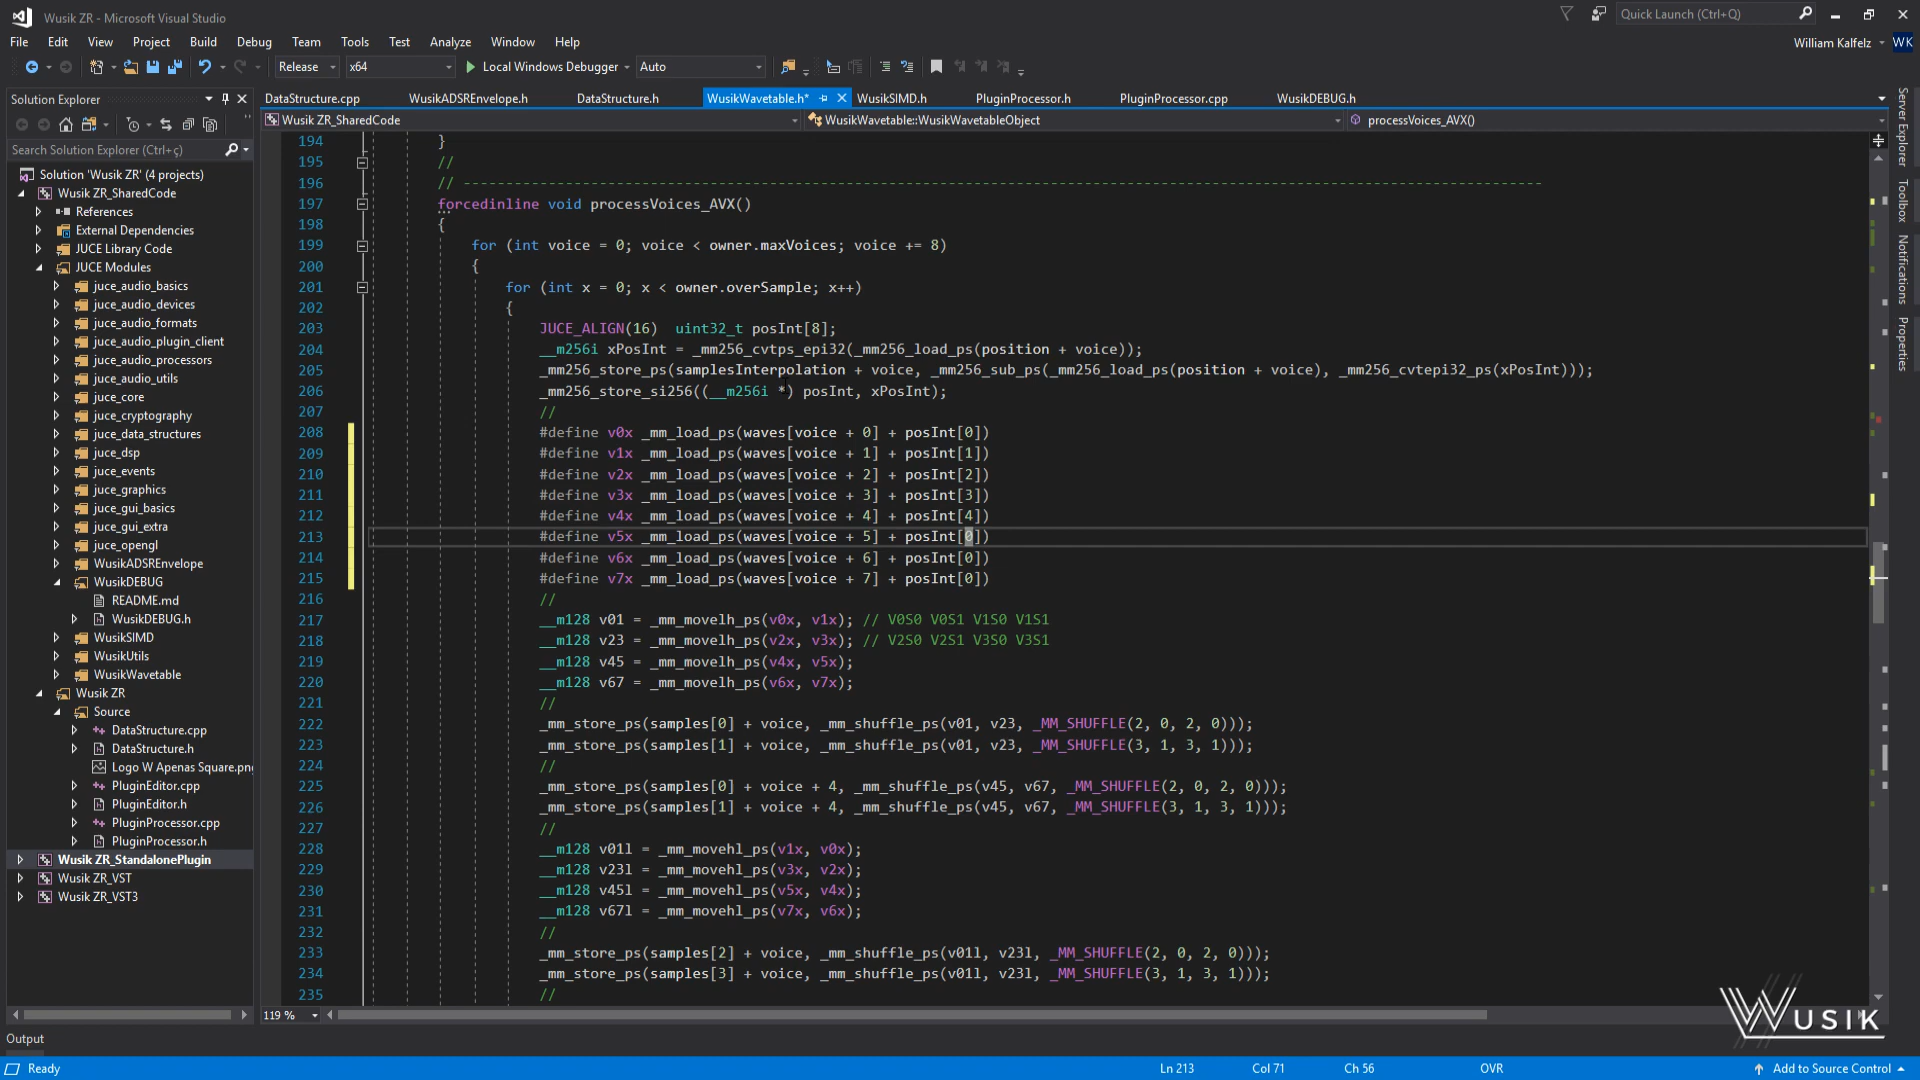 Wusik ZR - Microsoft Visual Studio
Quick Launch (Ctrl+Q)
File Edit View Project Build Debug Team Tools Test Analyze Window Help
William Kalfelz WK
Release x64 Local Windows Debugger Auto
Solution Explorer
Search Solution Explorer (Ctrl+ç)
Solution 'Wusik ZR' (4 projects)
Wusik ZR_SharedCode
References
External Dependencies
JUCE Library Code
JUCE Modules
juce_audio_basics
juce_audio_devices
juce_audio_formats
juce_audio_plugin_client
juce_audio_processors
juce_audio_utils
juce_core
juce_cryptography
juce_data_structures
juce_dsp
juce_events
juce_graphics
juce_gui_basics
juce_gui_extra
juce_opengl
WusikADSREnvelope
WusikDEBUG
README.md
WusikDEBUG.h
WusikSIMD
WusikUtils
WusikWavetable
Wusik ZR
Source
DataStructure.cpp
DataStructure.h
Logo W Apenas Square.png
PluginEditor.cpp
PluginEditor.h
PluginProcessor.cpp
PluginProcessor.h
Wusik ZR_StandalonePlugin
Wusik ZR_VST
Wusik ZR_VST3
DataStructure.cpp WusikADSREnvelope.h DataStructure.h WusikWavetable.h* WusikSIMD.h PluginProcessor.h PluginProcessor.cpp WusikDEBUG.h
Wusik ZR_SharedCode WusikWavetable::WusikWavetableObject processVoices_AVX()
194 }
195 //
196 // --------------------------------------------------------------------------------------------------------------------------------
197 forcedinline void processVoices_AVX()
198 {
199 for (int voice = 0; voice < owner.maxVoices; voice += 8)
200 {
201 for (int x = 0; x < owner.overSample; x++)
202 {
203 JUCE_ALIGN(16)  uint32_t posInt[8];
204 __m256i xPosInt = _mm256_cvtps_epi32(_mm256_load_ps(position + voice));
205 _mm256_store_ps(samplesInterpolation + voice, _mm256_sub_ps(_mm256_load_ps(position + voice), _mm256_cvtepi32_ps(xPosInt)));
206 _mm256_store_si256((__m256i *) posInt, xPosInt);
207 //
208 #define v0x _mm_load_ps(waves[voice + 0] + posInt[0])
209 #define v1x _mm_load_ps(waves[voice + 1] + posInt[1])
210 #define v2x _mm_load_ps(waves[voice + 2] + posInt[2])
211 #define v3x _mm_load_ps(waves[voice + 3] + posInt[3])
212 #define v4x _mm_load_ps(waves[voice + 4] + posInt[4])
213 #define v5x _mm_load_ps(waves[voice + 5] + posInt[0])
214 #define v6x _mm_load_ps(waves[voice + 6] + posInt[0])
215 #define v7x _mm_load_ps(waves[voice + 7] + posInt[0])
216 //
217 __m128 v01 = _mm_movelh_ps(v0x, v1x); // V0S0 V0S1 V1S0 V1S1
218 __m128 v23 = _mm_movelh_ps(v2x, v3x); // V2S0 V2S1 V3S0 V3S1
219 __m128 v45 = _mm_movelh_ps(v4x, v5x);
220 __m128 v67 = _mm_movelh_ps(v6x, v7x);
221 //
222 _mm_store_ps(samples[0] + voice, _mm_shuffle_ps(v01, v23, _MM_SHUFFLE(2, 0, 2, 0)));
223 _mm_store_ps(samples[1] + voice, _mm_shuffle_ps(v01, v23, _MM_SHUFFLE(3, 1, 3, 1)));
224 //
225 _mm_store_ps(samples[0] + voice + 4, _mm_shuffle_ps(v45, v67, _MM_SHUFFLE(2, 0, 2, 0)));
226 _mm_store_ps(samples[1] + voice + 4, _mm_shuffle_ps(v45, v67, _MM_SHUFFLE(3, 1, 3, 1)));
227 //
228 __m128 v01l = _mm_movehl_ps(v1x, v0x);
229 __m128 v23l = _mm_movehl_ps(v3x, v2x);
230 __m128 v45l = _mm_movehl_ps(v5x, v4x);
231 __m128 v67l = _mm_movehl_ps(v7x, v6x);
232 //
233 _mm_store_ps(samples[2] + voice, _mm_shuffle_ps(v01l, v23l, _MM_SHUFFLE(2, 0, 2, 0)));
234 _mm_store_ps(samples[3] + voice, _mm_shuffle_ps(v01l, v23l, _MM_SHUFFLE(3, 1, 3, 1)));
235 //
119 %
Server Explorer
Toolbox
Notifications
Properties
WUSIK
Output
Ready Ln 213 Col 71 Ch 56 OVR Add to Source Control